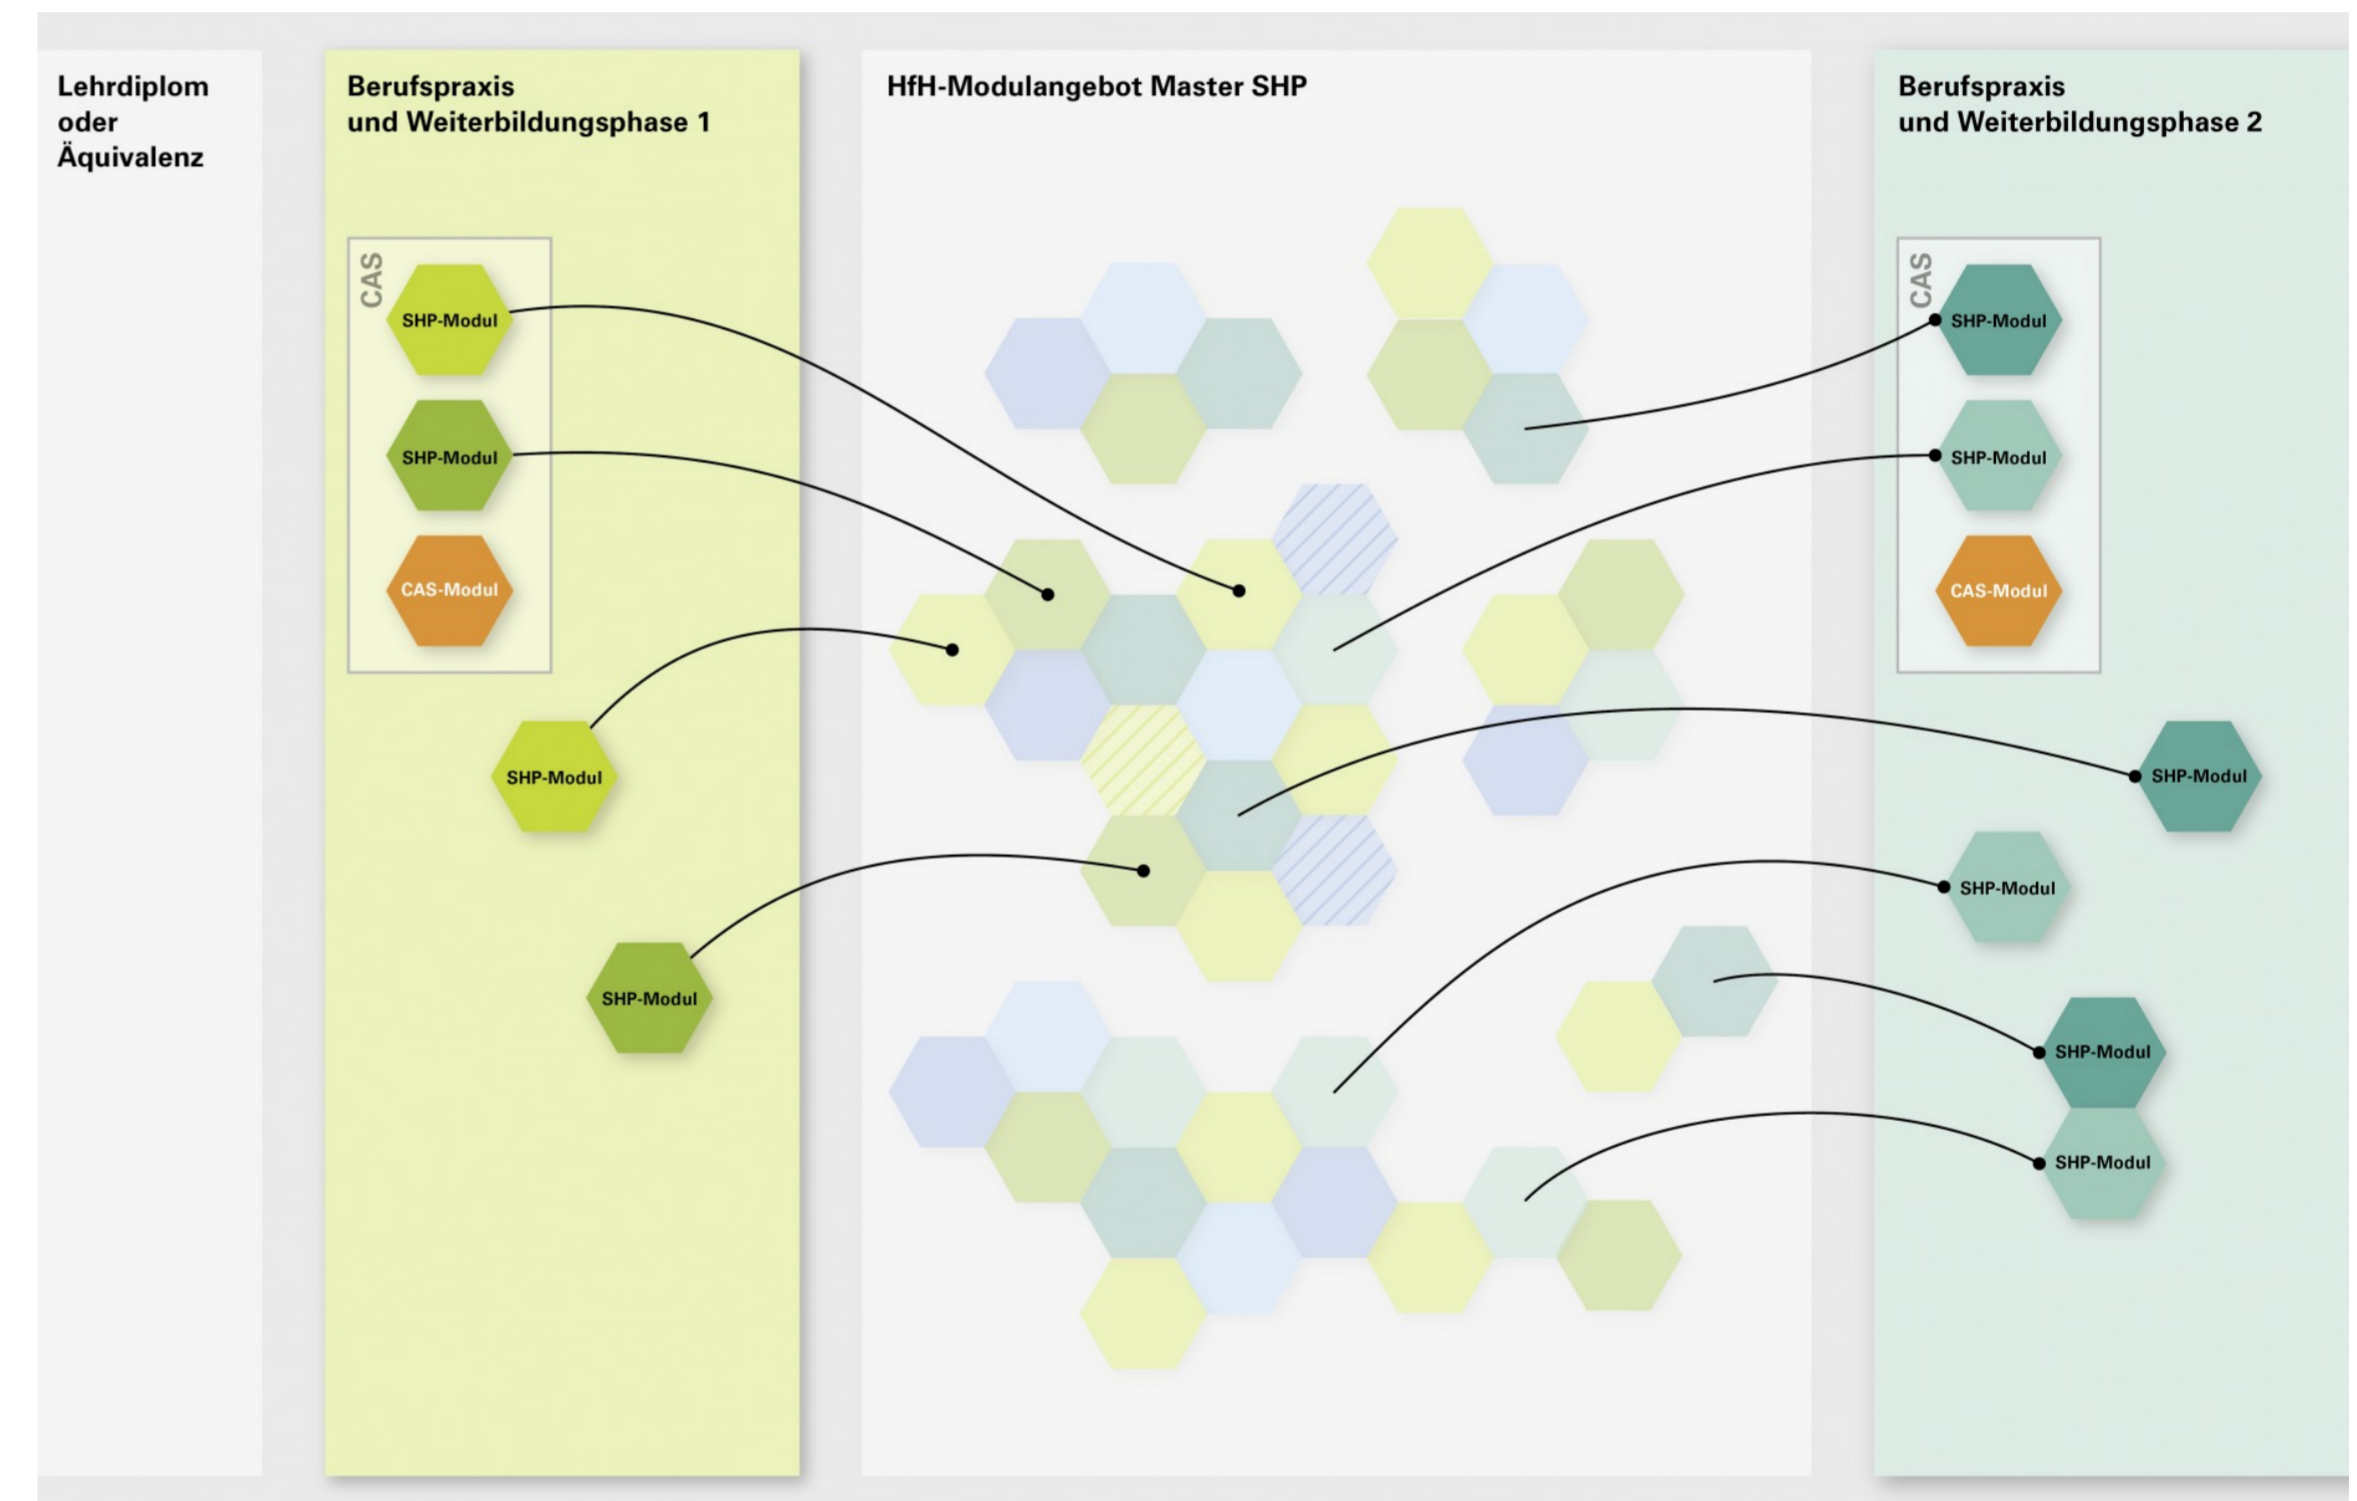 Lehrdiplom
oder
Äquivalenz
Berufspraxis
und Weiterbildungsphase 1
CAS
SHP-Modul
SHP-Modul
CAS-Modul
SHP-Modul
SHP-Modul
HfH-Modulangebot Master SHP
Berufspraxis
und Weiterbildungsphase 2
CAS
SHP-Modul
SHP-Modul
CAS-Modul
SHP-Modul
SHP-Modul
SHP-Modul
SHP-Modul